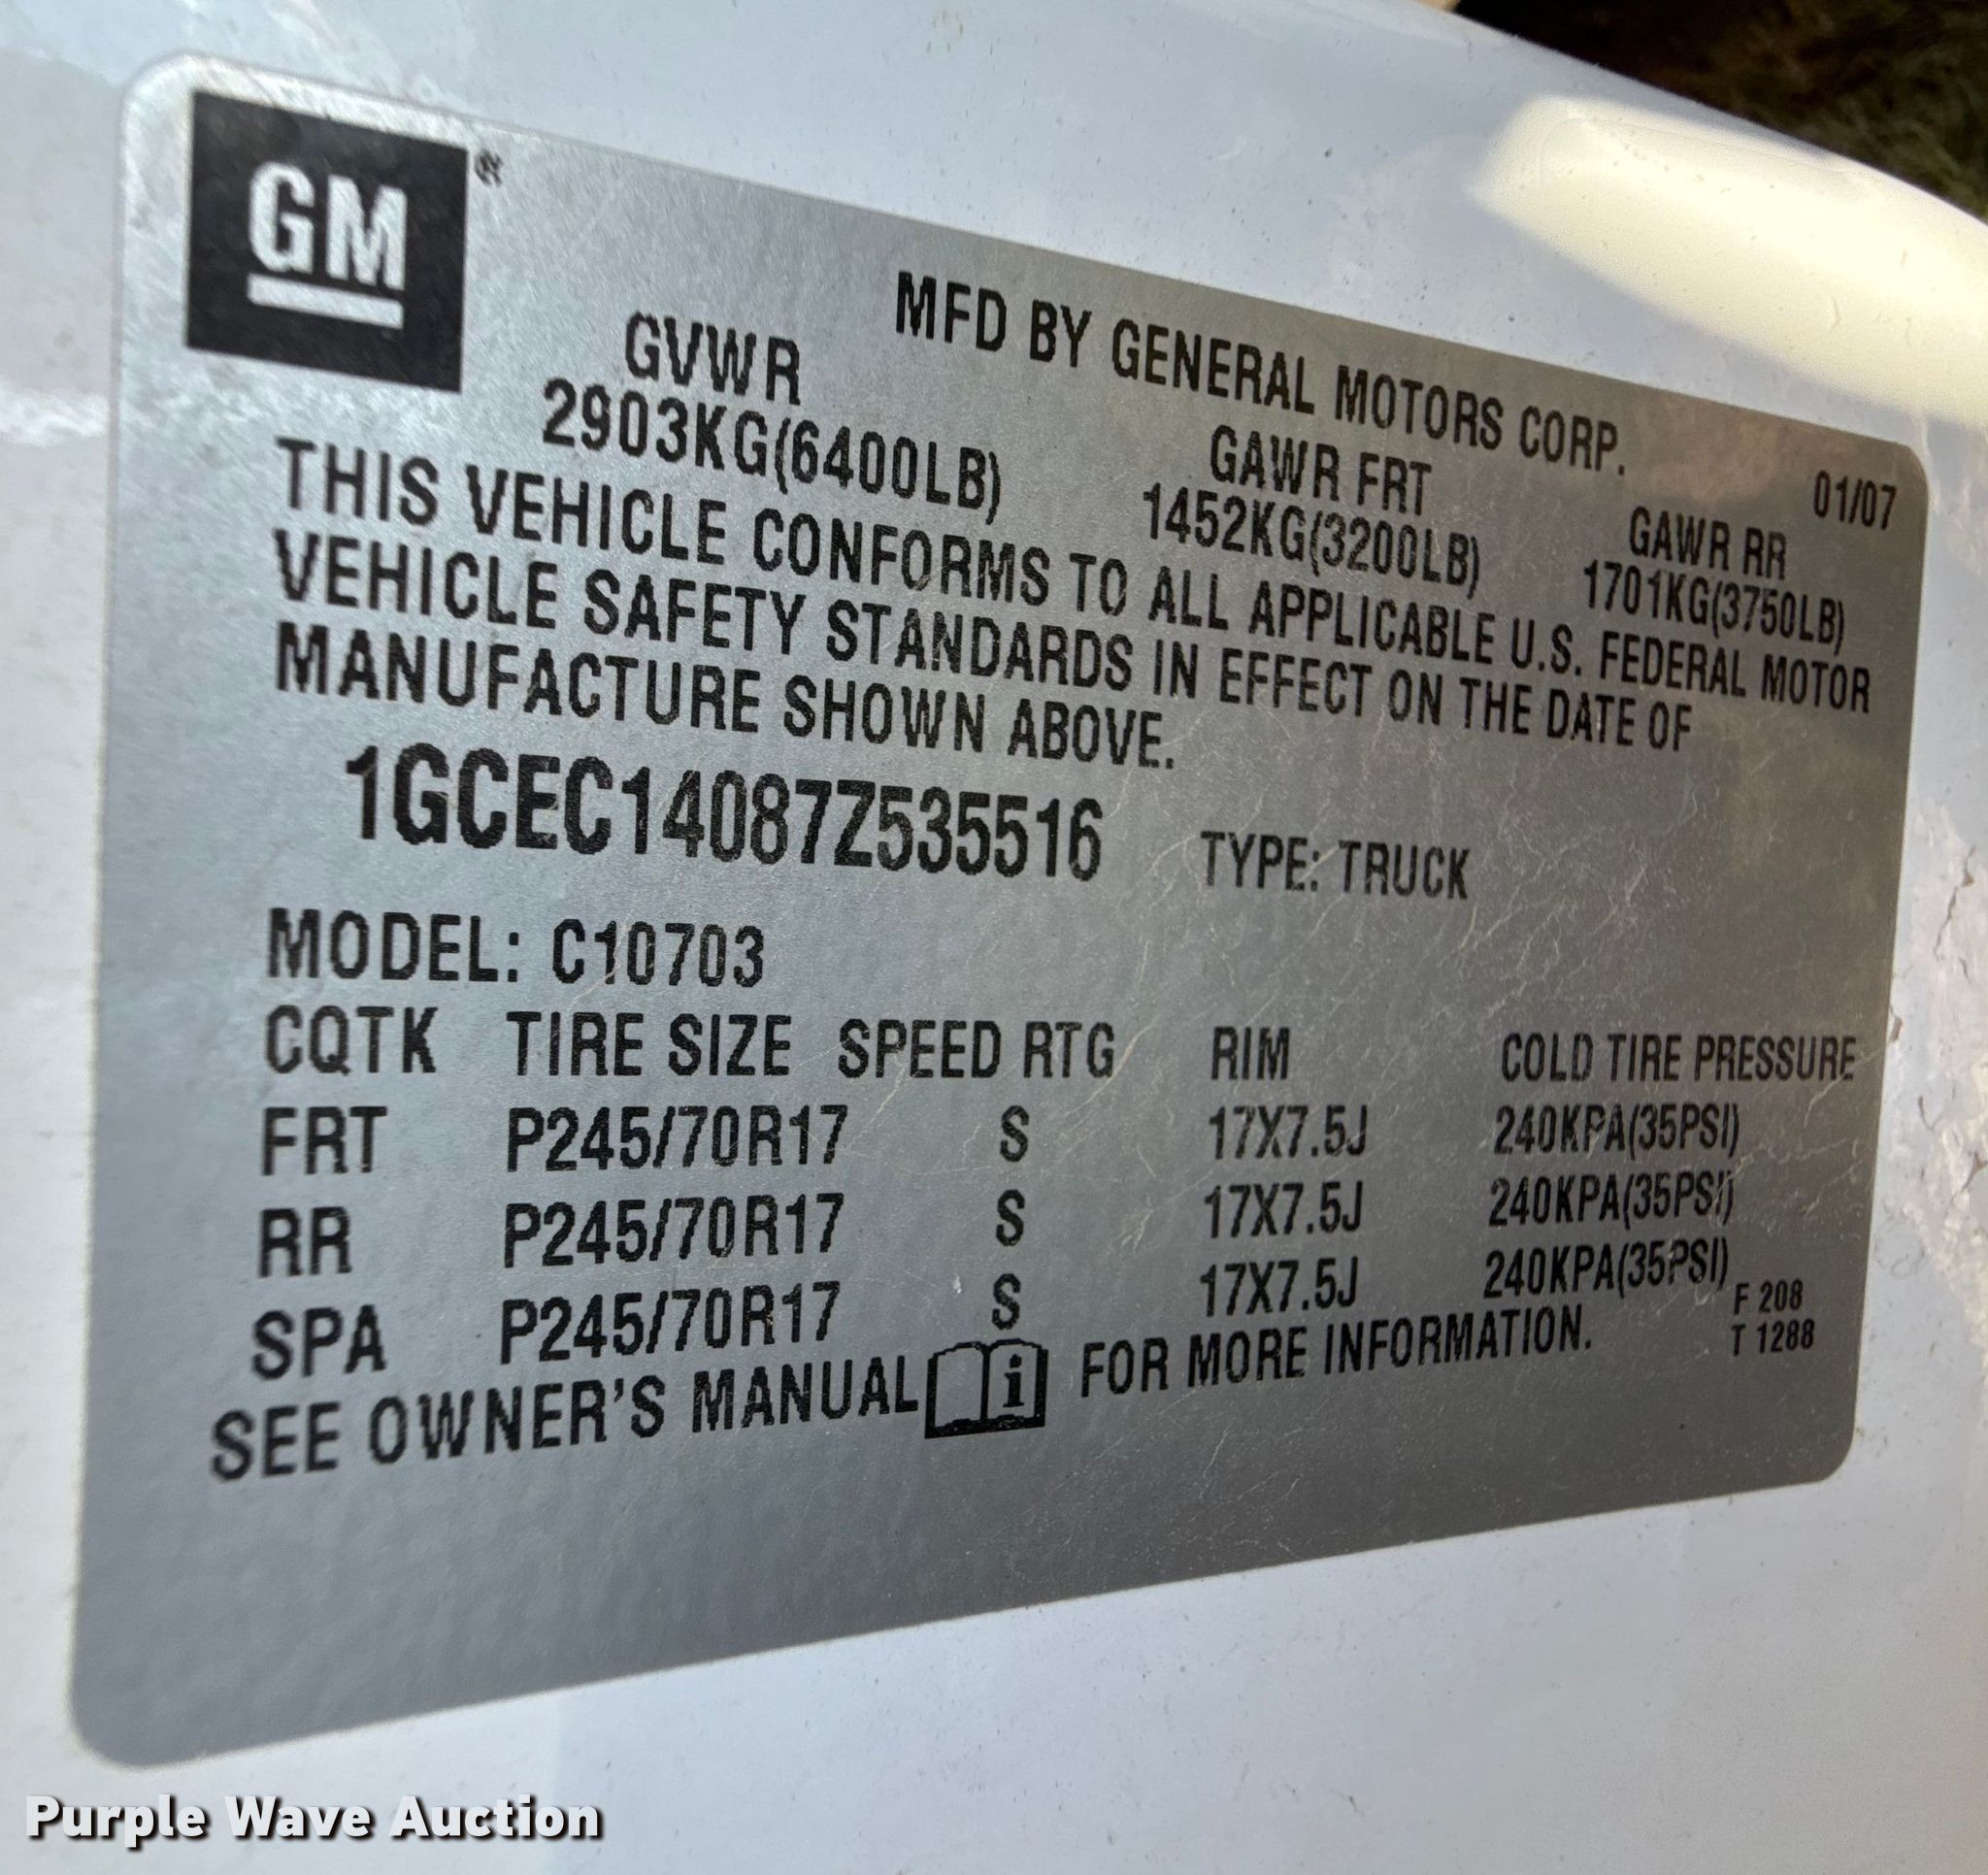 GM®
MFD BY GENERAL MOTORS CORP.
01/07
GVWR GAWR FRT GAWR RR
2903KG(6400LB) 1452KG(3200LB) 1701KG(3750LB)
THIS VEHICLE CONFORMS TO ALL APPLICABLE U.S. FEDERAL MOTOR
VEHICLE SAFETY STANDARDS IN EFFECT ON THE DATE OF
MANUFACTURE SHOWN ABOVE.
1GCEC14087Z535516 TYPE: TRUCK
MODEL: C10703
CQTK TIRE SIZE SPEED RTG RIM COLD TIRE PRESSURE
FRT P245/70R17 S 17X7.5J 240KPA(35PSI)
RR P245/70R17 S 17X7.5J 240KPA(35PSI)
SPA P245/70R17 S 17X7.5J 240KPA(35PSI)
SEE OWNER'S MANUAL i FOR MORE INFORMATION.
F 208
T 1288
Purple Wave Auction